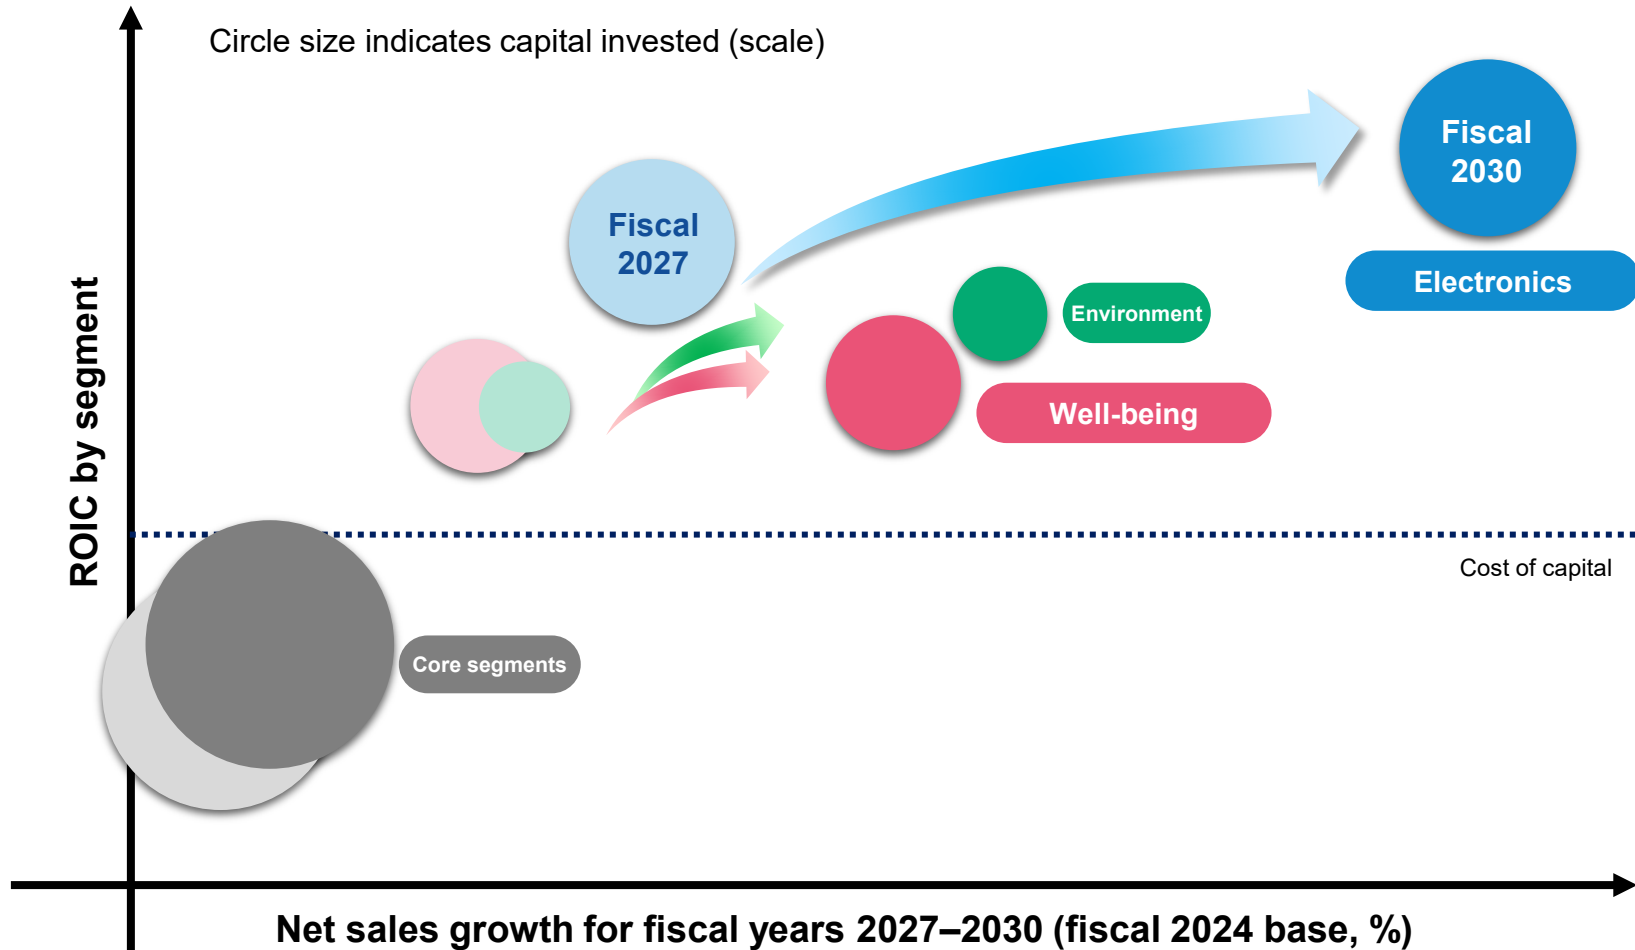 Circle size indicates capital invested (scale)
Fiscal
2030
Fiscal
2027
Electronics
Environment
Well-being
ROIC by segment
Cost of capital
Core segments
Net sales growth for fiscal years 2027–2030 (fiscal 2024 base, %)